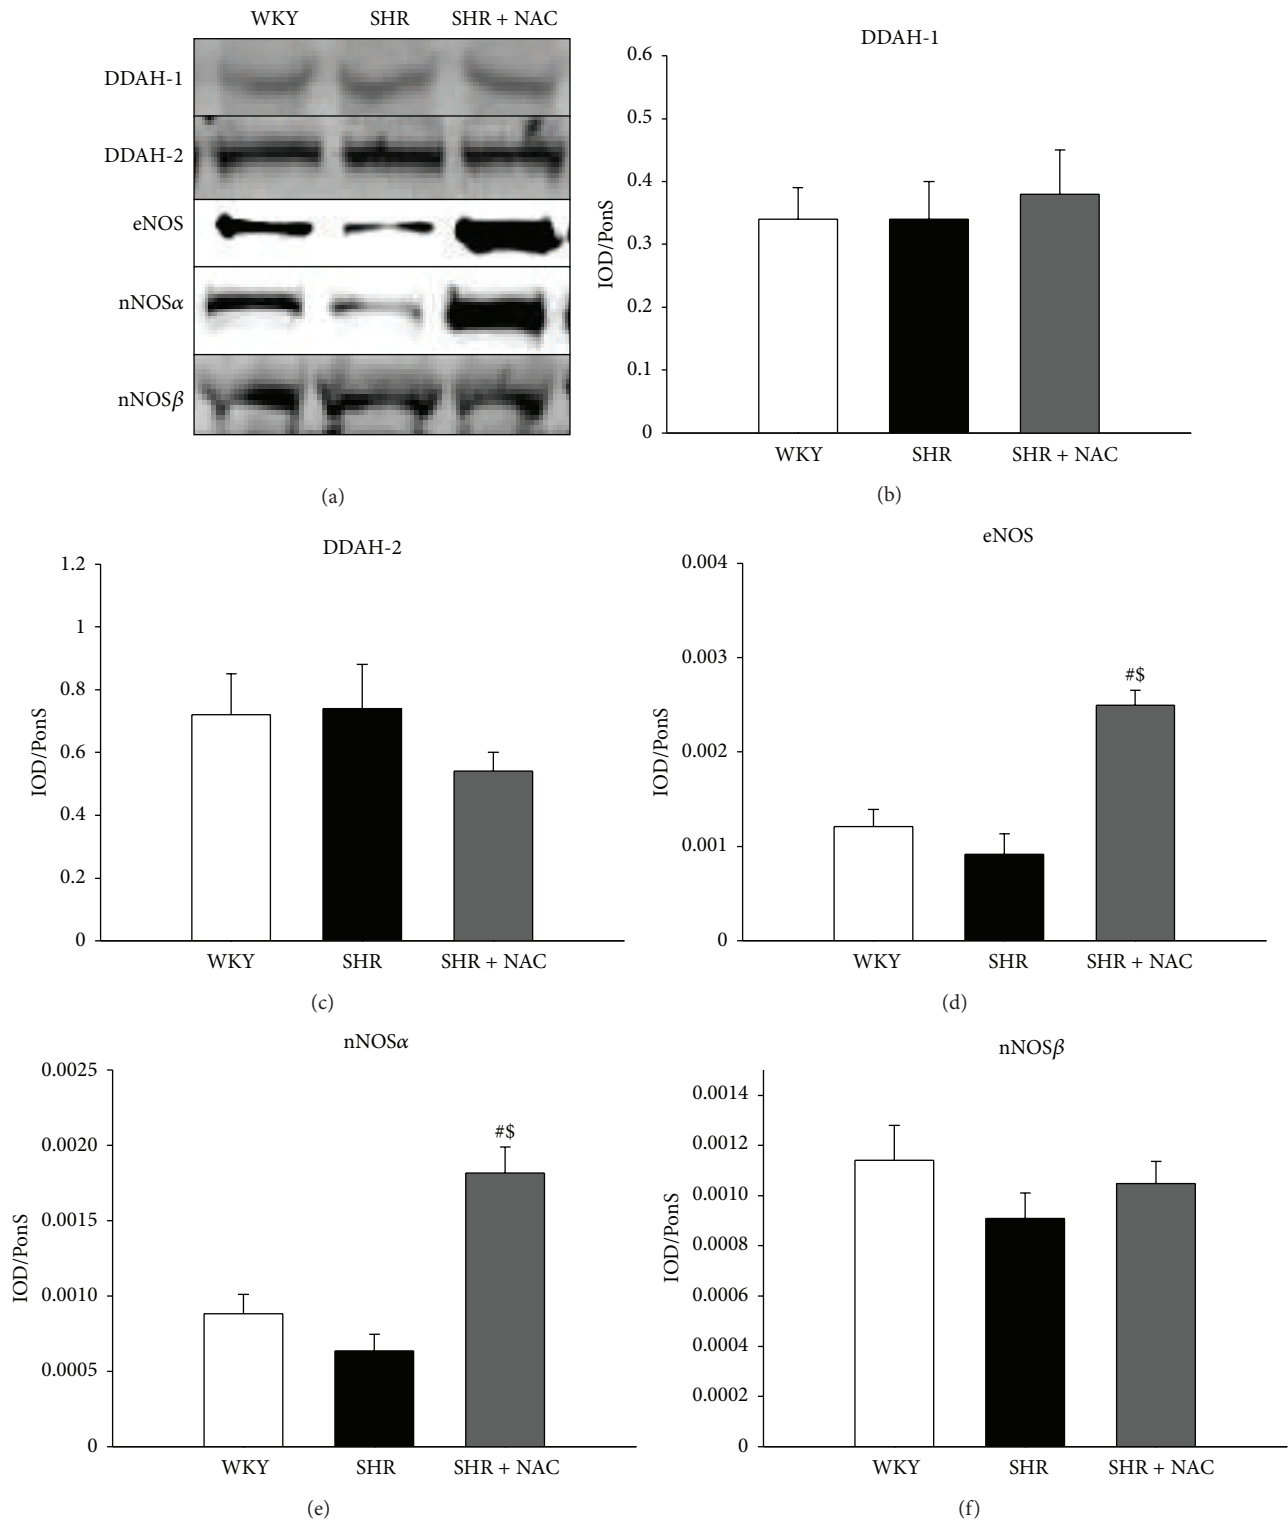 WKY SHR SHR + NAC
DDAH-1
DDAH-2
eNOS
nNOSα
nNOSβ
(a)
DDAH-1
0.6
0.5
0.4
0.3
0.2
0.1
0
IOD/PonS
WKY SHR SHR + NAC
(b)
DDAH-2
1.2
1
0.8
0.6
0.4
0.2
0
IOD/PonS
WKY SHR SHR + NAC
(c)
eNOS
0.004
0.003
0.002
0.001
0
IOD/PonS
#$
WKY SHR SHR + NAC
(d)
nNOSα
0.0025
0.0020
0.0015
0.0010
0.0005
0
IOD/PonS
#$
WKY SHR SHR + NAC
(e)
nNOSβ
0.0014
0.0012
0.0010
0.0008
0.0006
0.0004
0.0002
0
IOD/PonS
WKY SHR SHR + NAC
(f)